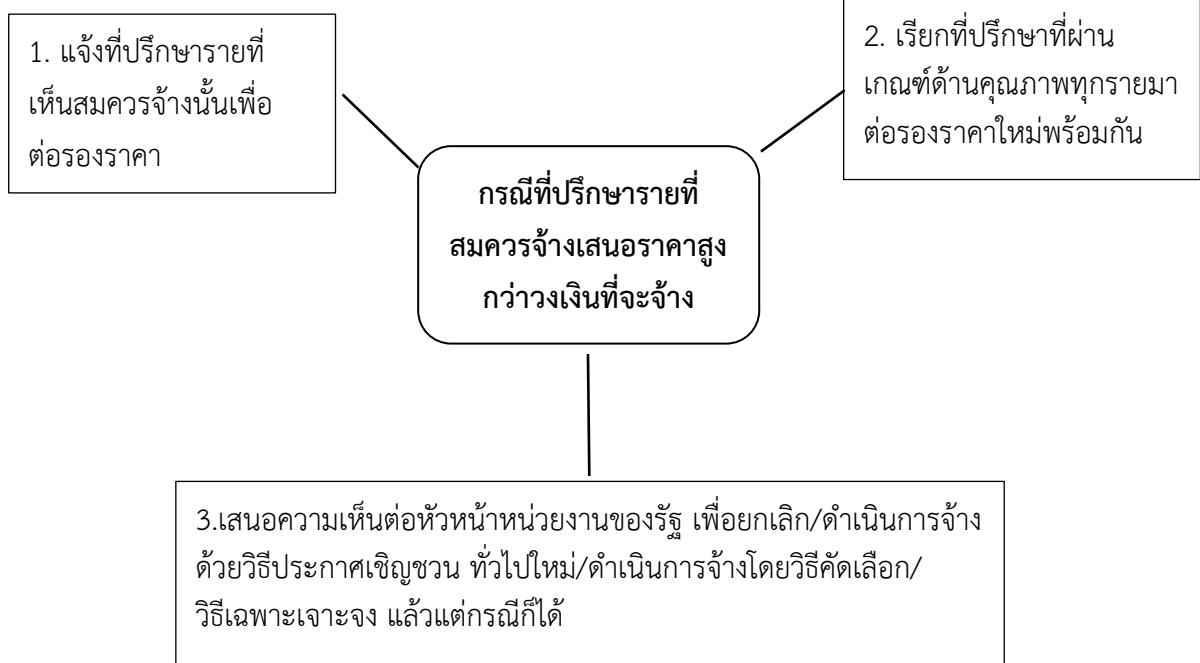 1. แจ้งที่ปรึกษารายที่
เห็นสมควรจ้างนั้นเพื่อ
ต่อรองราคา
2. เรียกที่ปรึกษาที่ผ่าน
เกณฑ์ด้านคุณภาพทุกรายมา
ต่อรองราคาใหม่พร้อมกัน
กรณีที่ปรึกษารายที่
สมควรจ้างเสนอราคาสูง
กว่าวงเงินที่จะจ้าง
3.เสนอความเห็นต่อหัวหน้าหน่วยงานของรัฐ เพื่อยกเลิก/ดำเนินการจ้าง
ด้วยวิธีประกาศเชิญชวน ทั่วไปใหม่/ดำเนินการจ้างโดยวิธีคัดเลือก/
วิธีเฉพาะเจาะจง แล้วแต่กรณีก็ได้